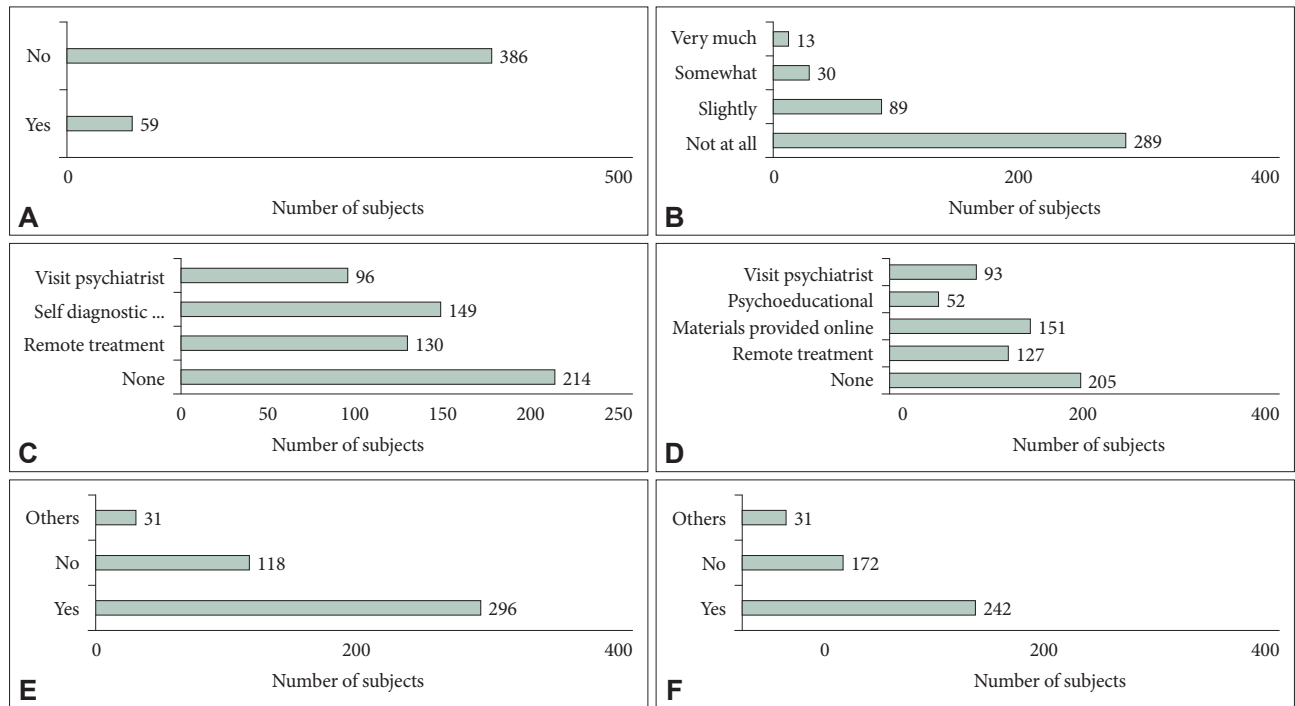 No 386
Yes 59
0 500
Number of subjects
A
Very much 13
Somewhat 30
Slightly 89
Not at all 289
0 200 400
Number of subjects
B
Visit psychiatrist 96
Self diagnostic ... 149
Remote treatment 130
None 214
0 50 100 150 200 250
Number of subjects
C
Visit psychiatrist 93
Psychoeducational 52
Materials provided online 151
Remote treatment 127
None 205
0 200 400
Number of subjects
D
Others 31
No 118
Yes 296
0 200 400
Number of subjects
E
Others 31
No 172
Yes 242
0 200 400
Number of subjects
F